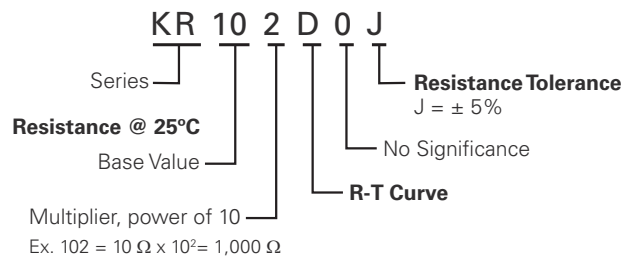 KR 10 2 D 0 J
Series
Resistance Tolerance
J = ± 5%
Resistance @ 25ºC
Base Value
No Significance
R-T Curve
Multiplier, power of 10
Ex. 102 = 10 Ω x 10²= 1,000 Ω